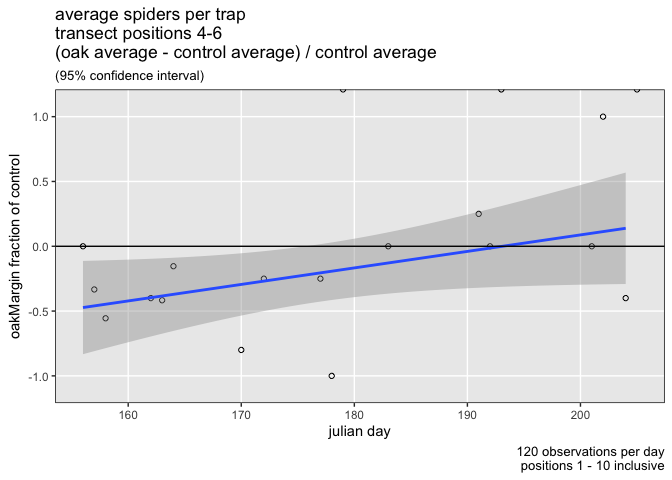 average spiders per trap
transect positions 4-6
(oak average - control average) / control average
(95% confidence interval)
1.0
0.5
0.0
-0.5
-1.0
oakMargin fraction of control
160 170 180 190 200
julian day
120 observations per day
positions 1 - 10 inclusive